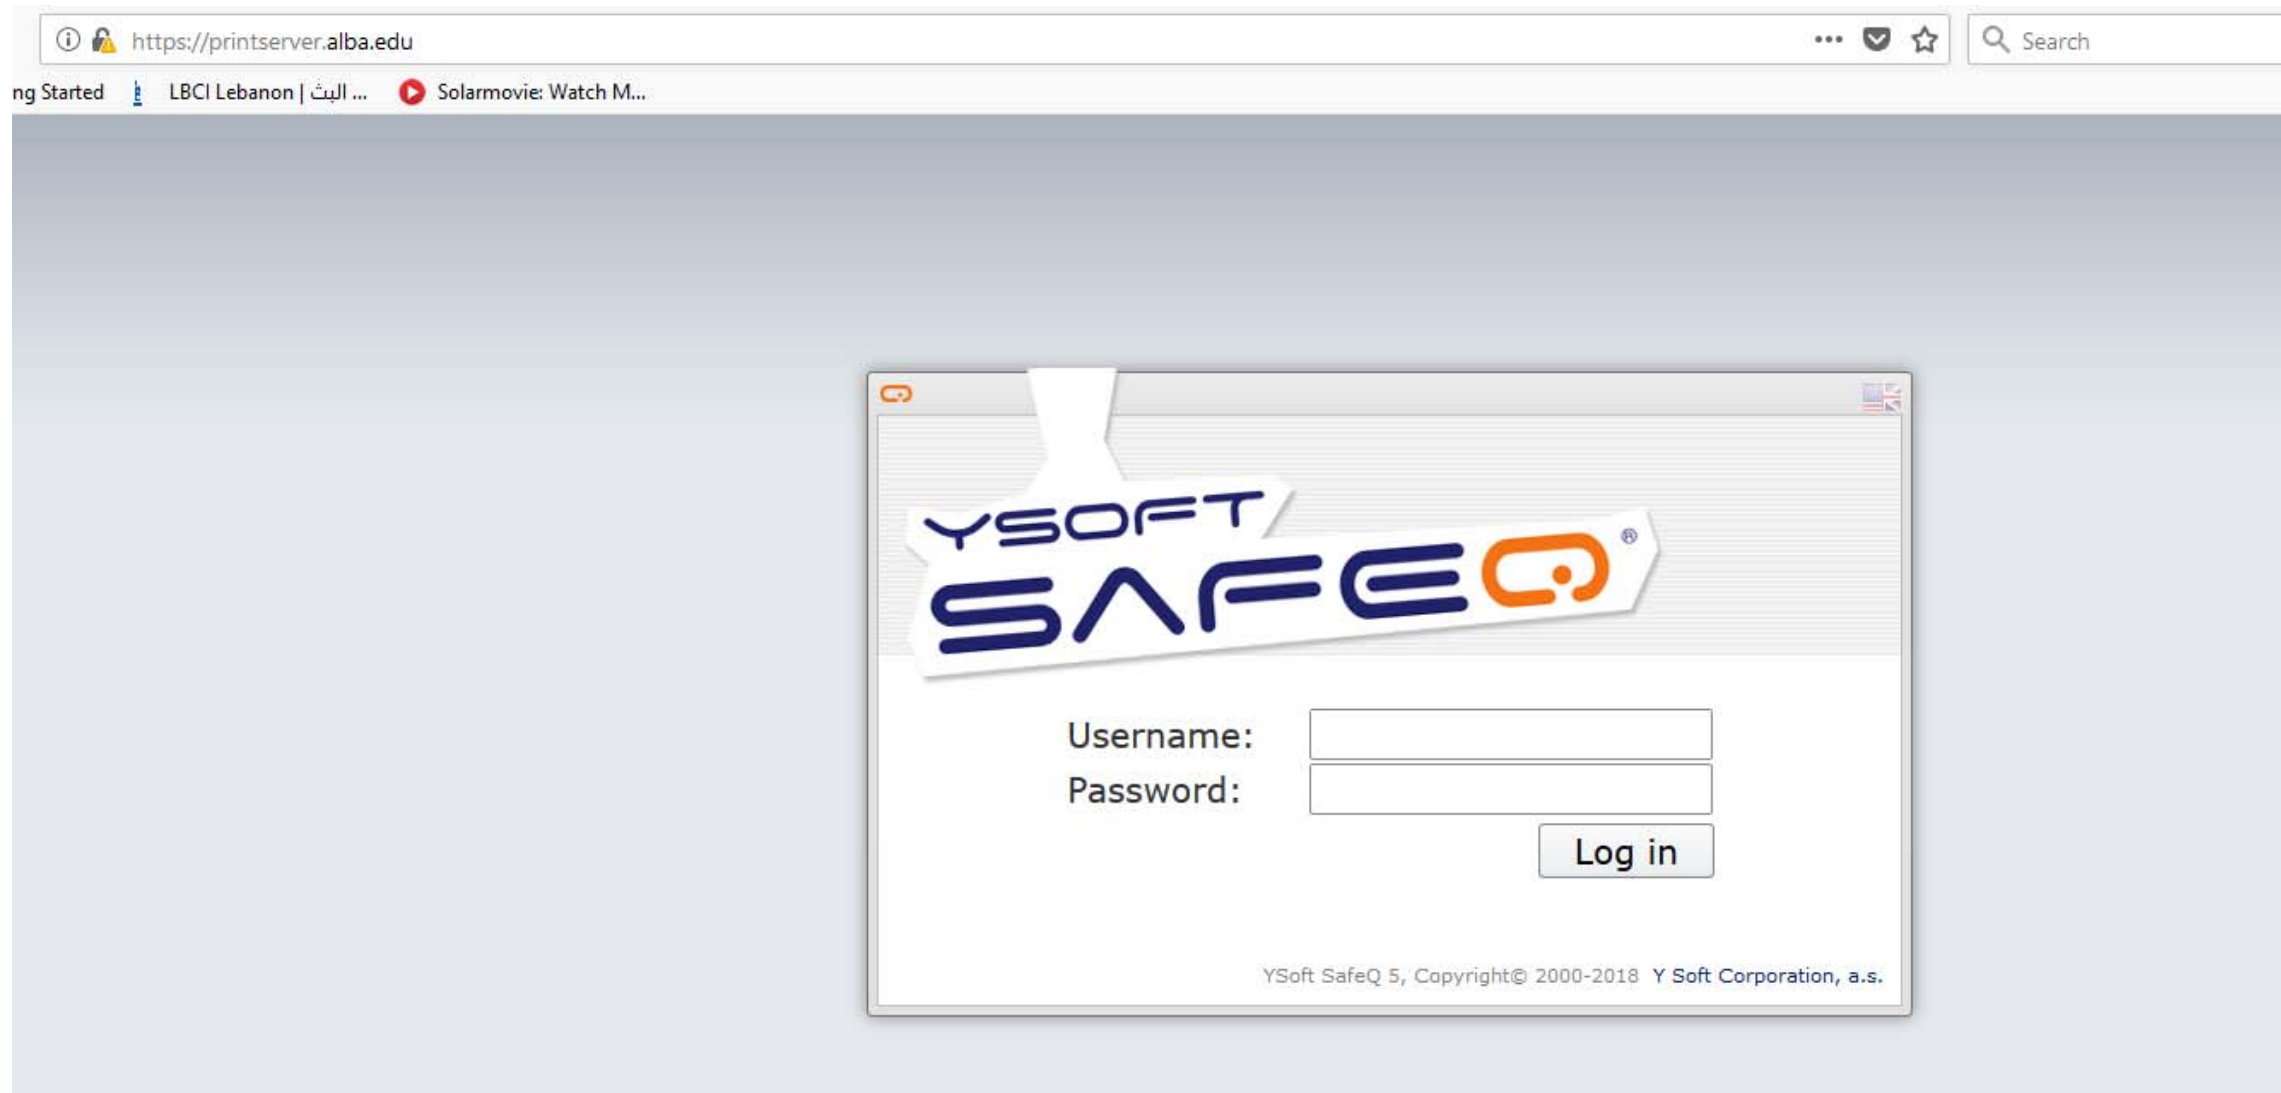 https://printserver.alba.edu
Search
ng Started
LBCI Lebanon | البث ...
Solarmovie: Watch M...
YSOFT
SAFEQ®
Username:
Password:
Log in
YSoft SafeQ 5, Copyright© 2000-2018 Y Soft Corporation, a.s.